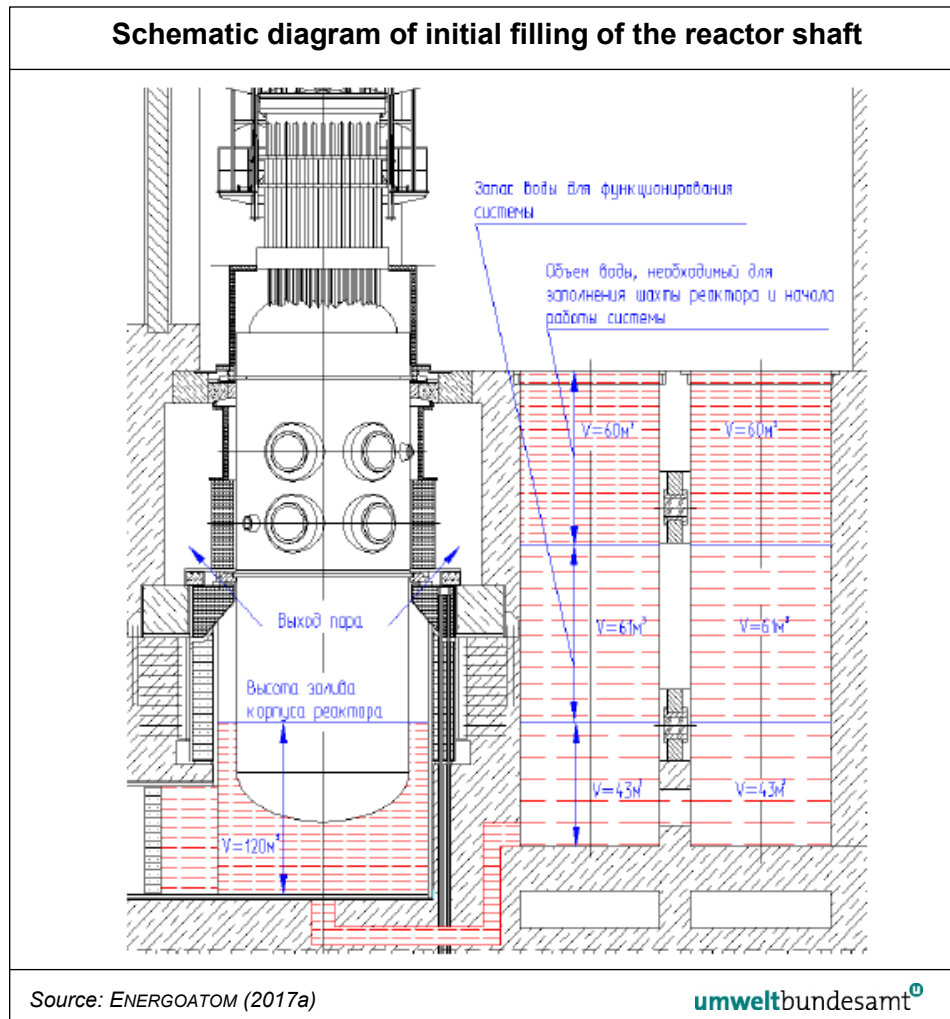 Schematic diagram of initial filling of the reactor shaft
Запас воды для функционирования
системы
Объем воды, необходимый для
заполнения шахты реактора и начала
работы системы
V=60м³
V=60м³
Выход пара
V=61м³
V=61м³
Высота залива
корпуса реактора
V=43м³
V=43м³
V=120м³
Source: ENERGOATOM (2017a)
umweltbundesamt
u